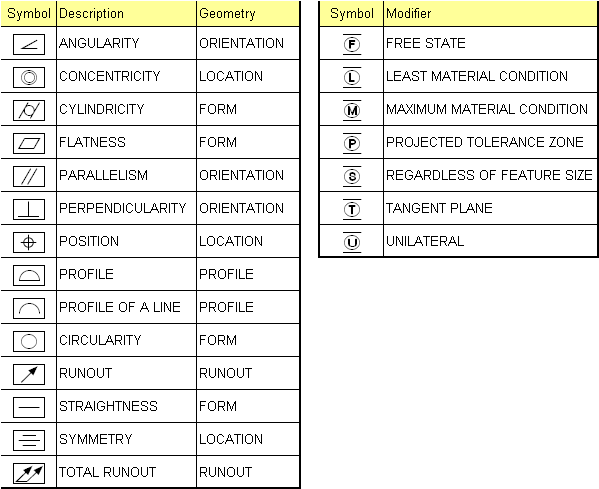 Symbol Description Geometry
ANGULARITY ORIENTATION
CONCENTRICITY LOCATION
CYLINDRICITY FORM
FLATNESS FORM
PARALLELISM ORIENTATION
PERPENDICULARITY ORIENTATION
POSITION LOCATION
PROFILE PROFILE
PROFILE OF A LINE PROFILE
CIRCULARITY FORM
RUNOUT RUNOUT
STRAIGHTNESS FORM
SYMMETRY LOCATION
TOTAL RUNOUT RUNOUT
Symbol Modifier
F FREE STATE
L LEAST MATERIAL CONDITION
M MAXIMUM MATERIAL CONDITION
P PROJECTED TOLERANCE ZONE
S REGARDLESS OF FEATURE SIZE
T TANGENT PLANE
U UNILATERAL